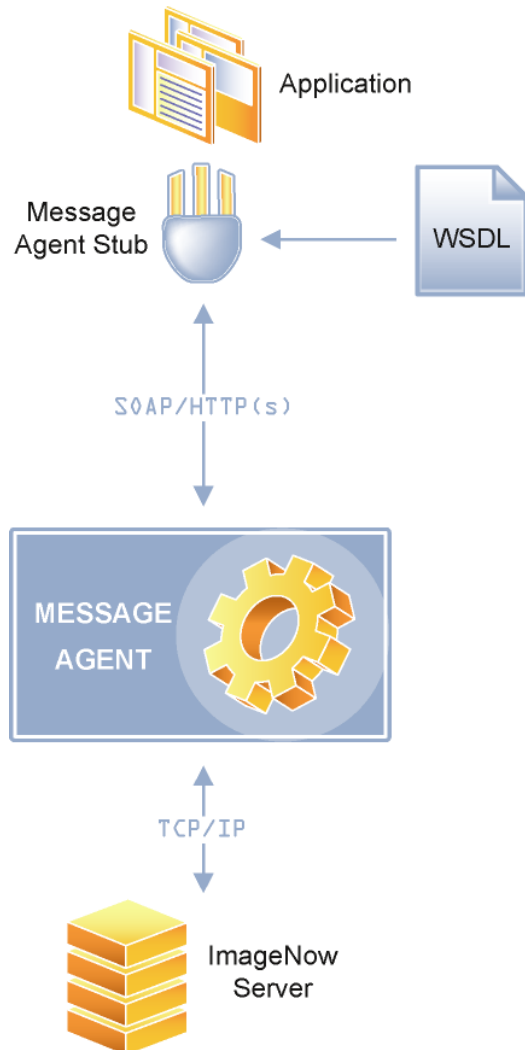 Application
Message
Agent Stub
WSDL
SOAP/HTTP(s)
MESSAGE
AGENT
TCP/IP
ImageNow
Server